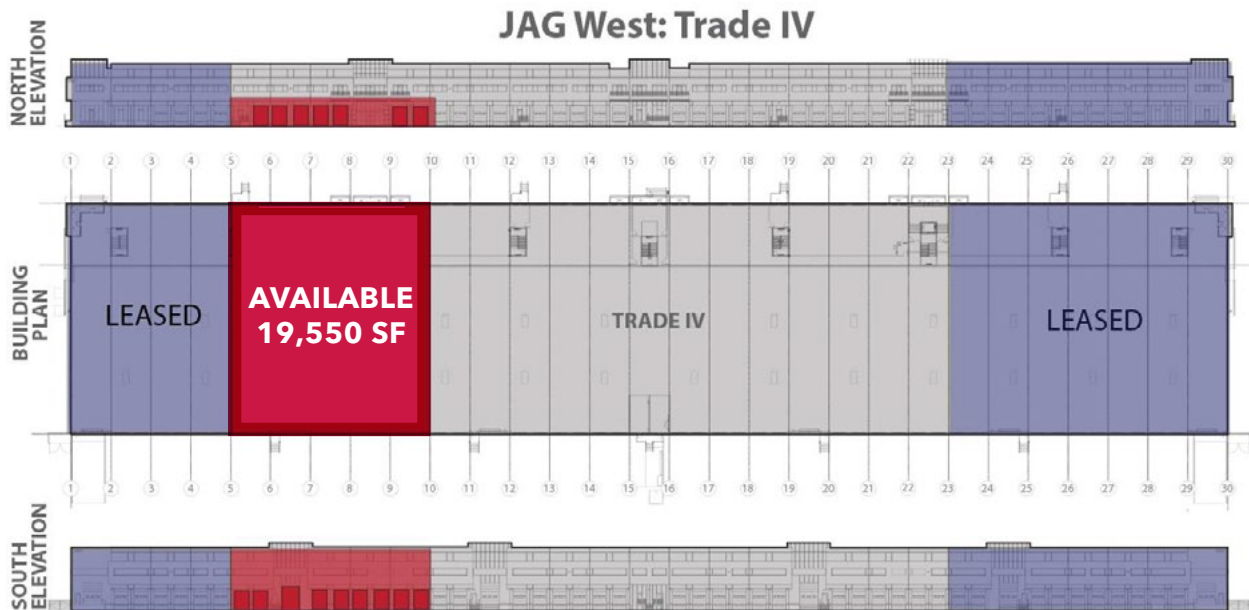 JAG West: Trade IV
NORTH
ELEVATION
1 2 3 4 5 6 7 8 9 10 11 12 13 14 15 16 17 18 19 20 21 22 23 24 25 26 27 28 29 30
BUILDING
PLAN
LEASED
AVAILABLE
19,550 SF
TRADE IV
LEASED
1 2 3 4 5 6 7 8 9 10 11 12 13 14 15 16 17 18 19 20 21 22 23 24 25 26 27 28 29 30
SOUTH
ELEVATION